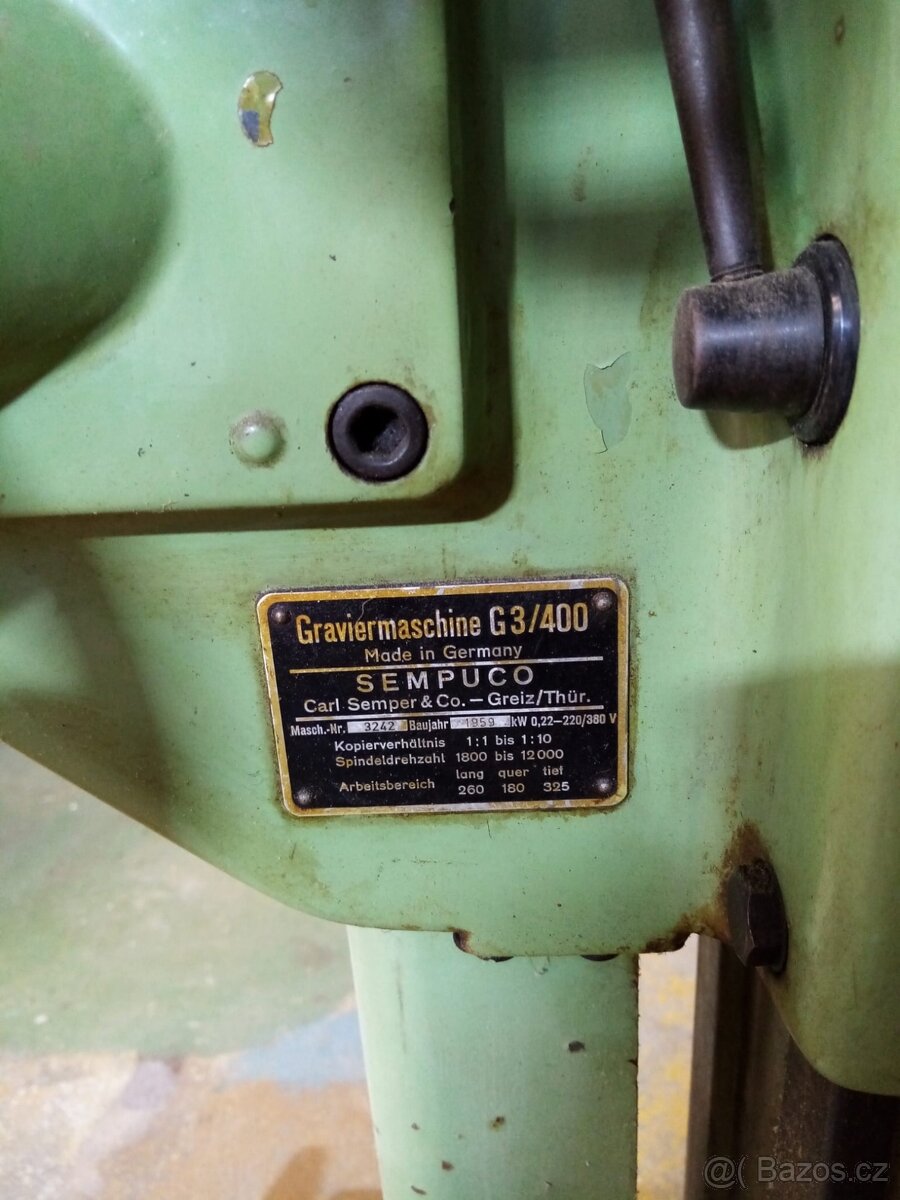 Graviermaschine G3/400
Made in Germany
SEMPUCO
Carl Semper & Co. — Greiz/Thür.
Masch.-Nr. 3242 Baujahr 1959 kW 0,22—220/380 V
Kopierverhältnis 1:1 bis 1:10
Spindeldrehzahl 1800 bis 12000
lang quer tief
Arbeitsbereich 260 180 325
@( Bazos.cz